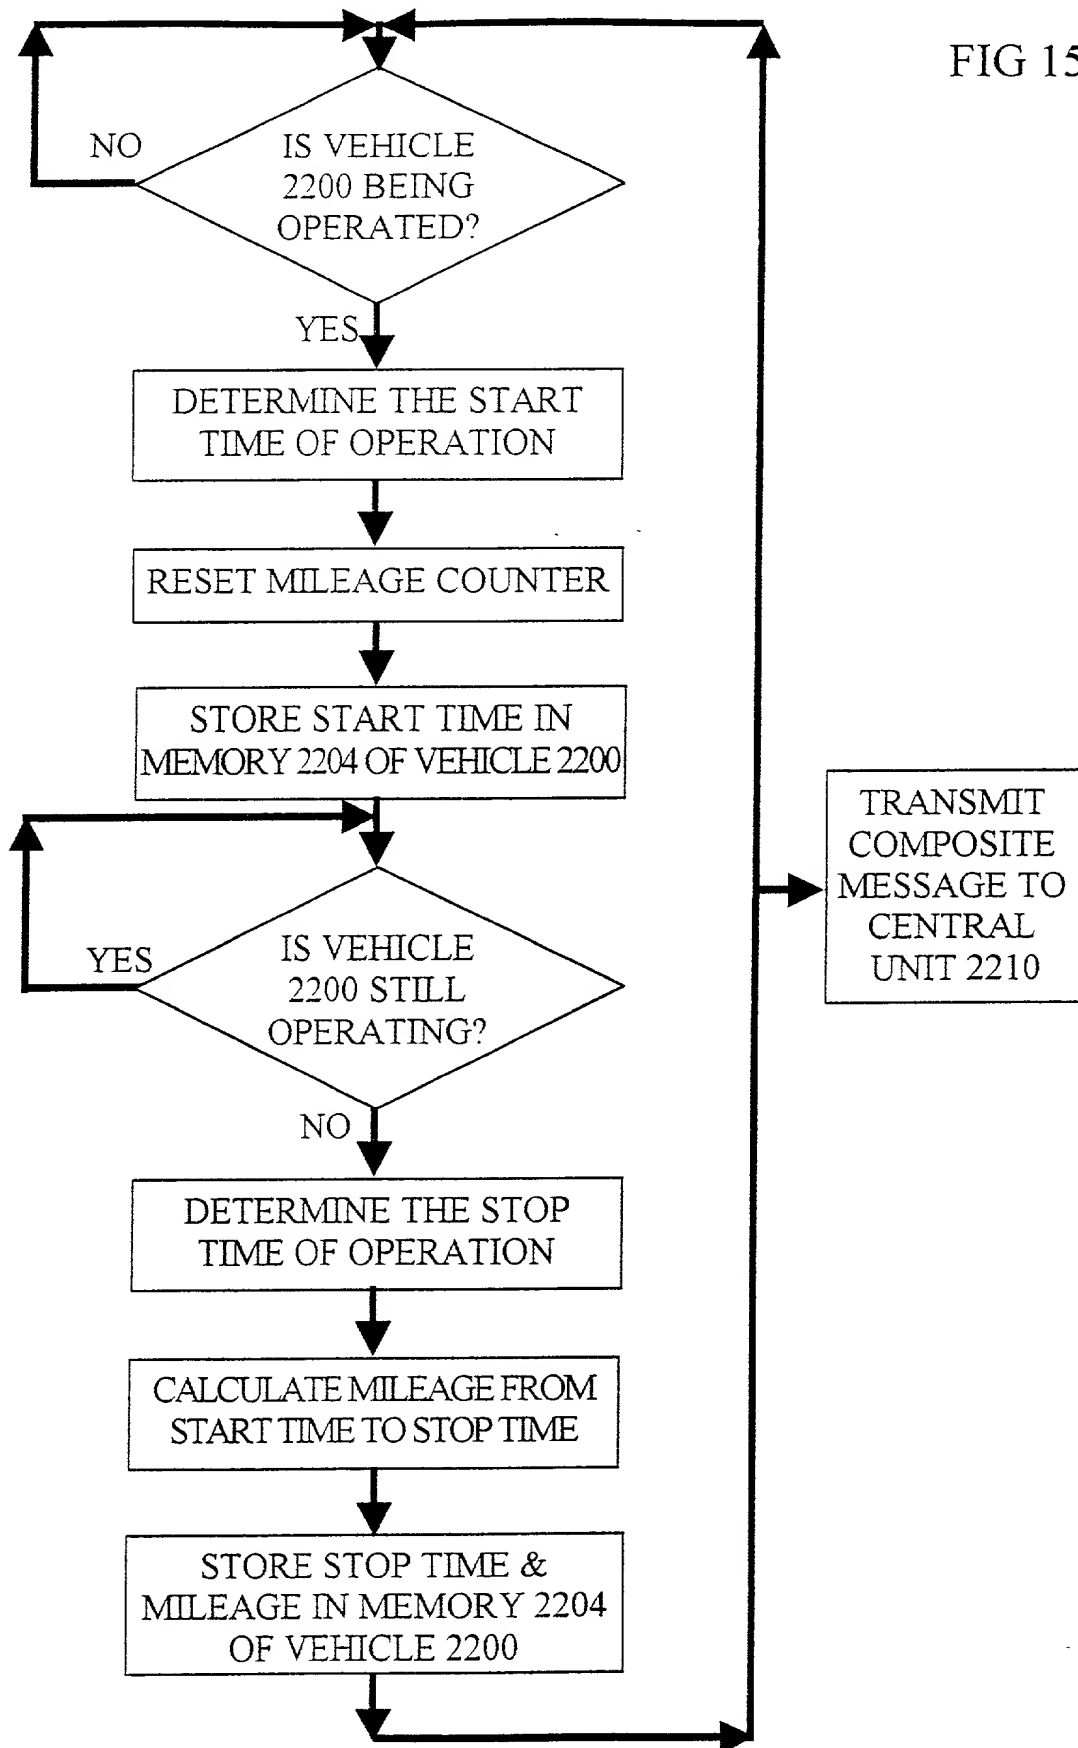 FIG 15
NO
IS VEHICLE
2200 BEING
OPERATED?
YES
DETERMINE THE START
TIME OF OPERATION
RESET MILEAGE COUNTER
STORE START TIME IN
MEMORY 2204 OF VEHICLE 2200
TRANSMIT
COMPOSITE
MESSAGE TO
CENTRAL
UNIT 2210
YES
IS VEHICLE
2200 STILL
OPERATING?
NO
DETERMINE THE STOP
TIME OF OPERATION
CALCULATE MILEAGE FROM
START TIME TO STOP TIME
STORE STOP TIME &
MILEAGE IN MEMORY 2204
OF VEHICLE 2200